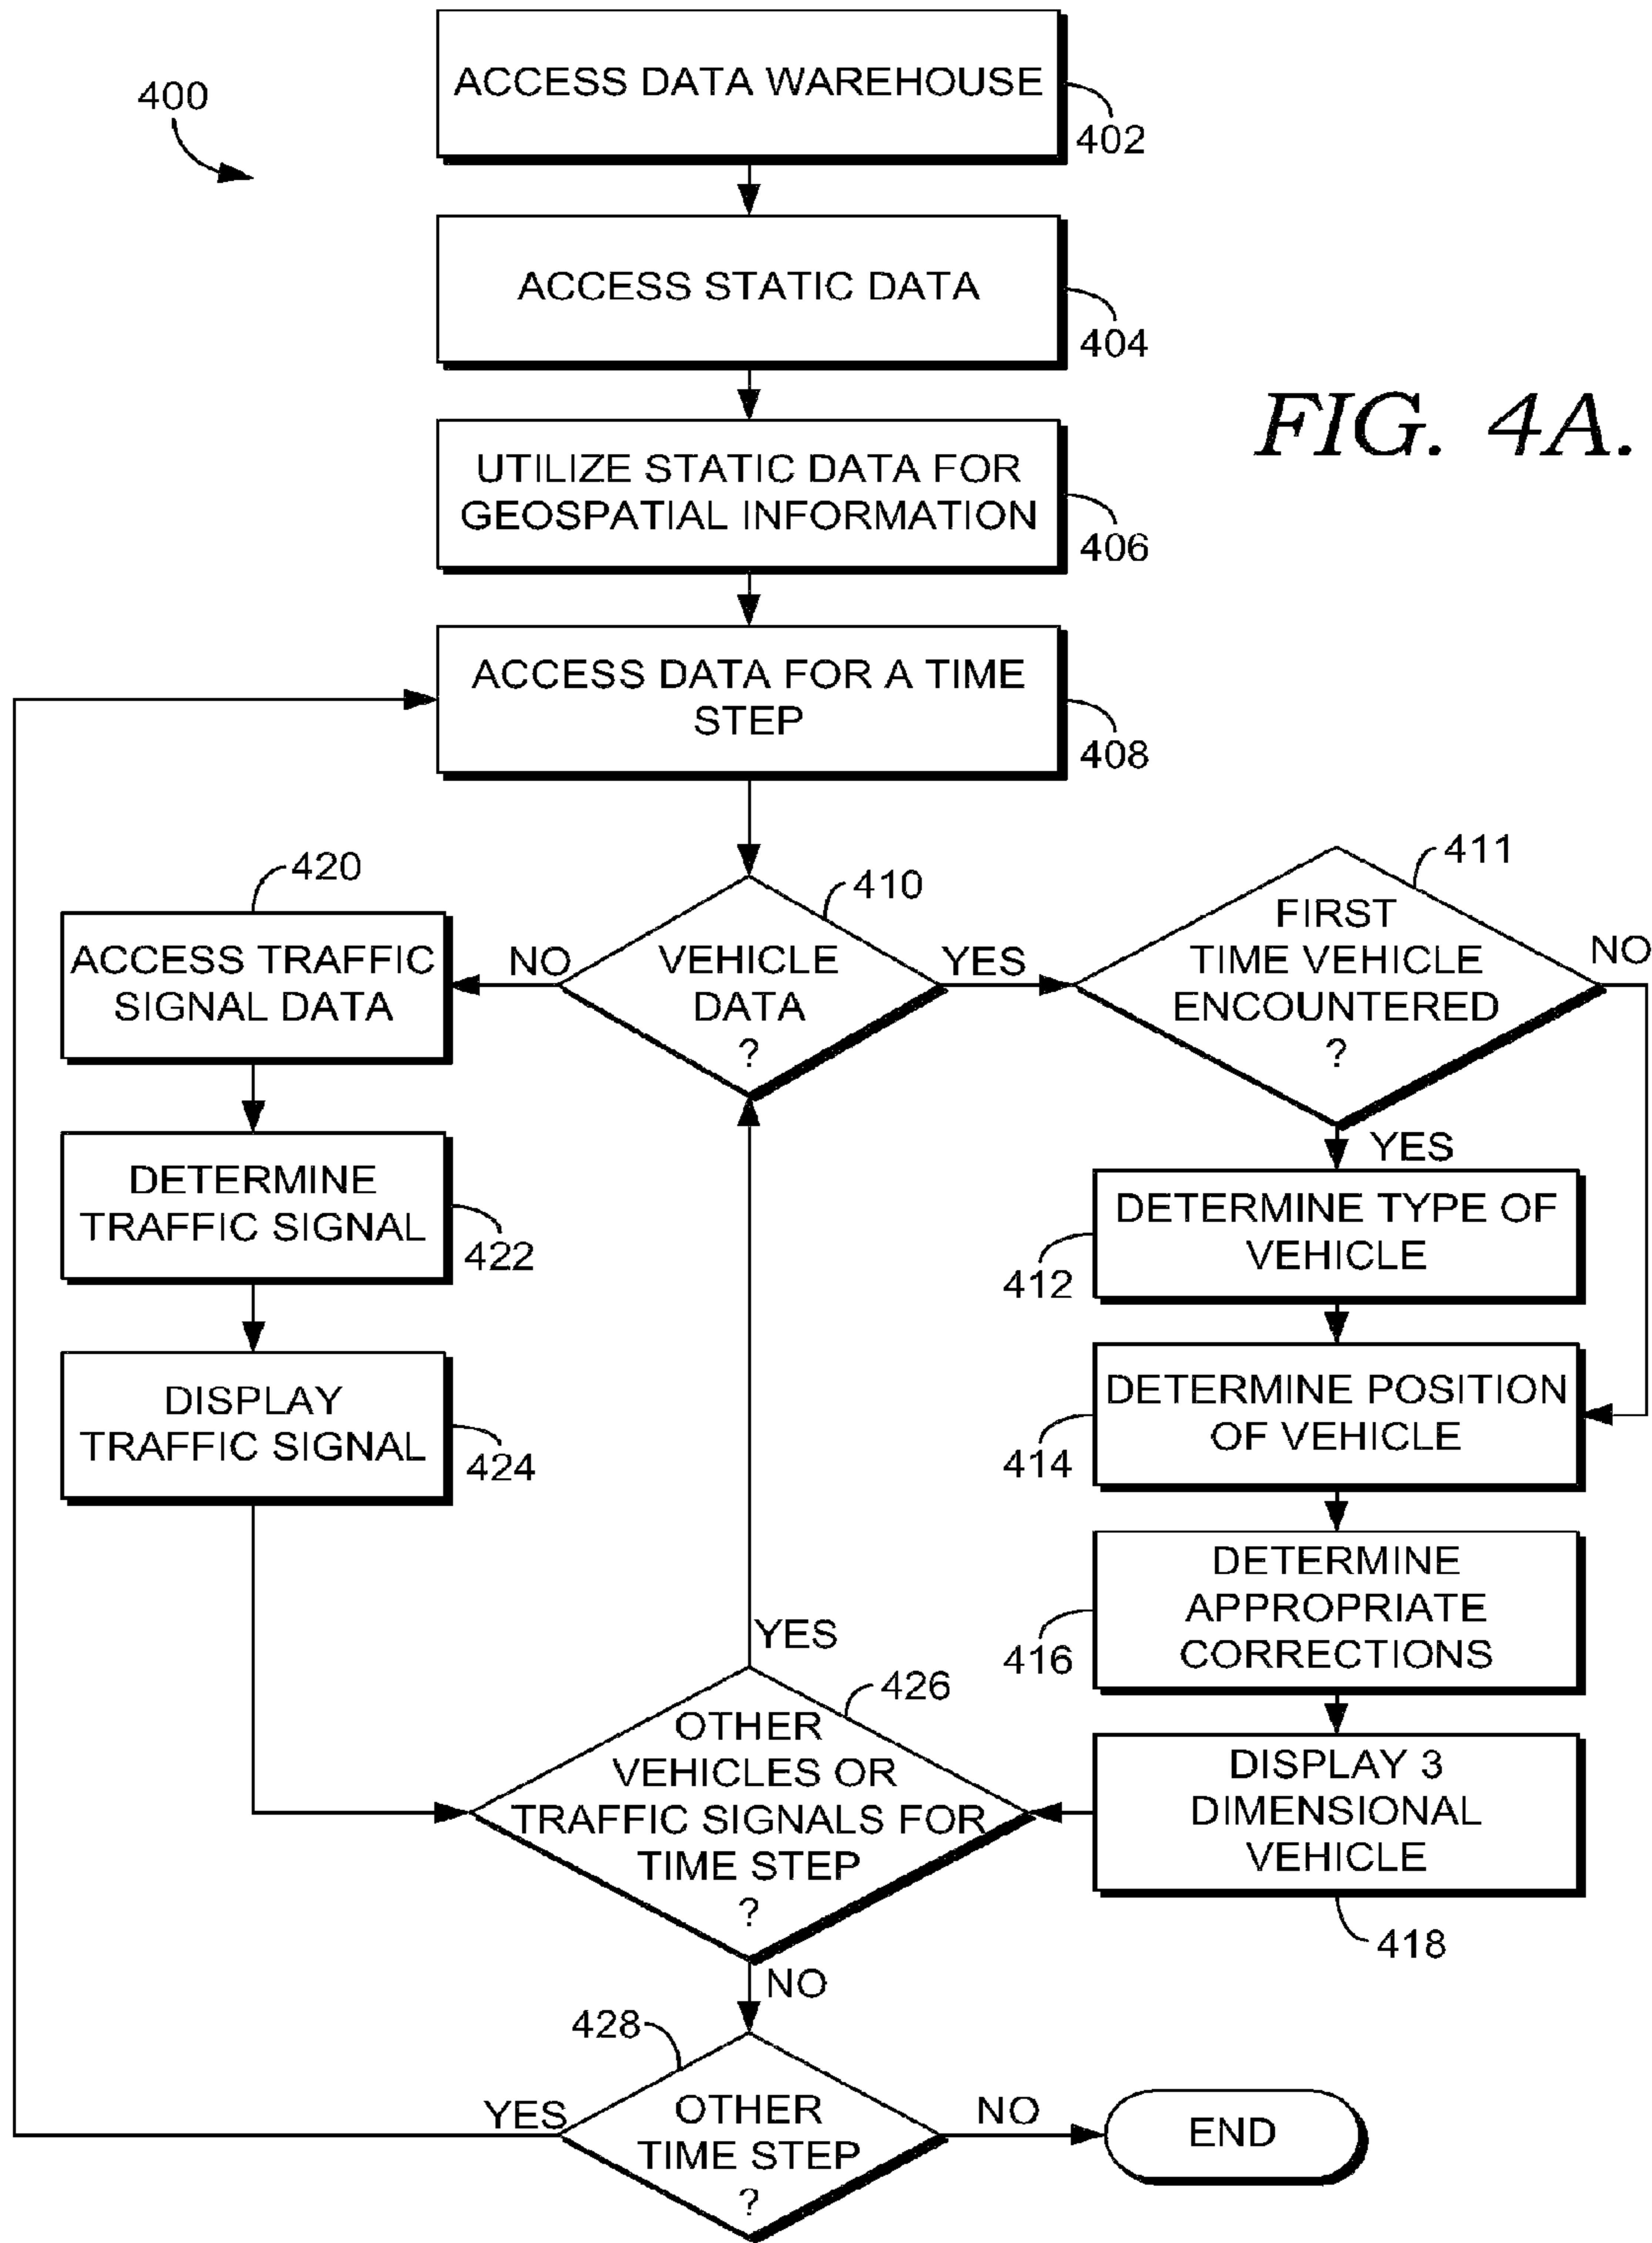 400
ACCESS DATA WAREHOUSE
402
ACCESS STATIC DATA
404
FIG. 4A.
UTILIZE STATIC DATA FOR
GEOSPATIAL INFORMATION
406
ACCESS DATA FOR A TIME
STEP
408
410
VEHICLE
DATA
?
NO
YES
420
ACCESS TRAFFIC
SIGNAL DATA
DETERMINE
TRAFFIC SIGNAL
422
DISPLAY
TRAFFIC SIGNAL
424
411
FIRST
TIME VEHICLE
ENCOUNTERED
?
NO
YES
DETERMINE TYPE OF
VEHICLE
412
DETERMINE POSITION
OF VEHICLE
414
DETERMINE
APPROPRIATE
CORRECTIONS
416
DISPLAY 3
DIMENSIONAL
VEHICLE
418
YES
426
OTHER
VEHICLES OR
TRAFFIC SIGNALS FOR
TIME STEP
?
NO
428
OTHER
TIME STEP
?
YES
NO
END